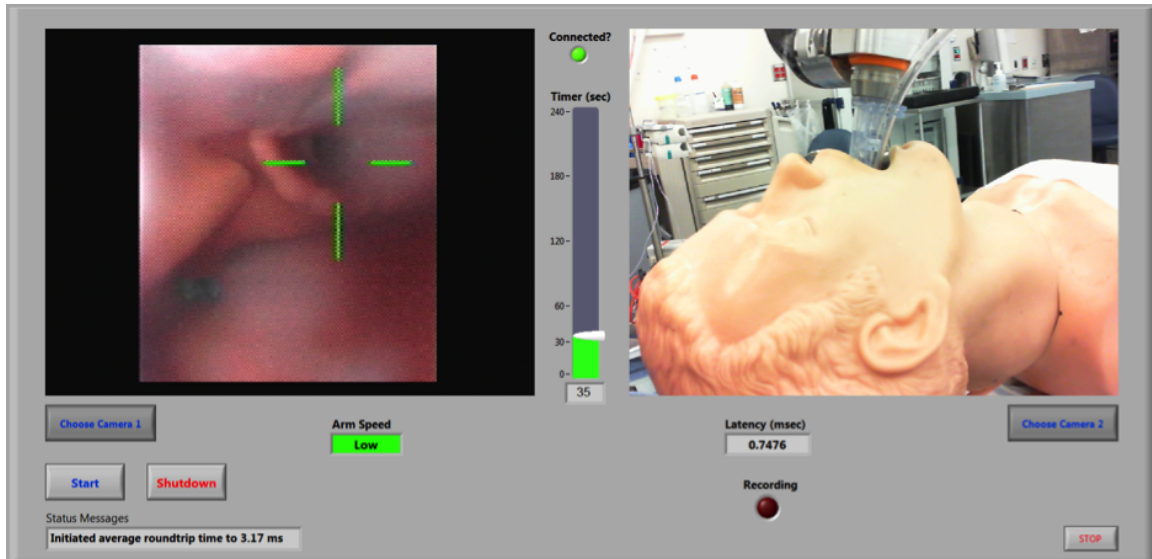 Connected?
Timer (sec)
240
180
120
60
30
0
35
Choose Camera 1
Arm Speed
Low
Latency (msec)
0.7476
Choose Camera 2
Start
Shutdown
Recording
Status Messages
Initiated average roundtrip time to 3.17 ms
STOP